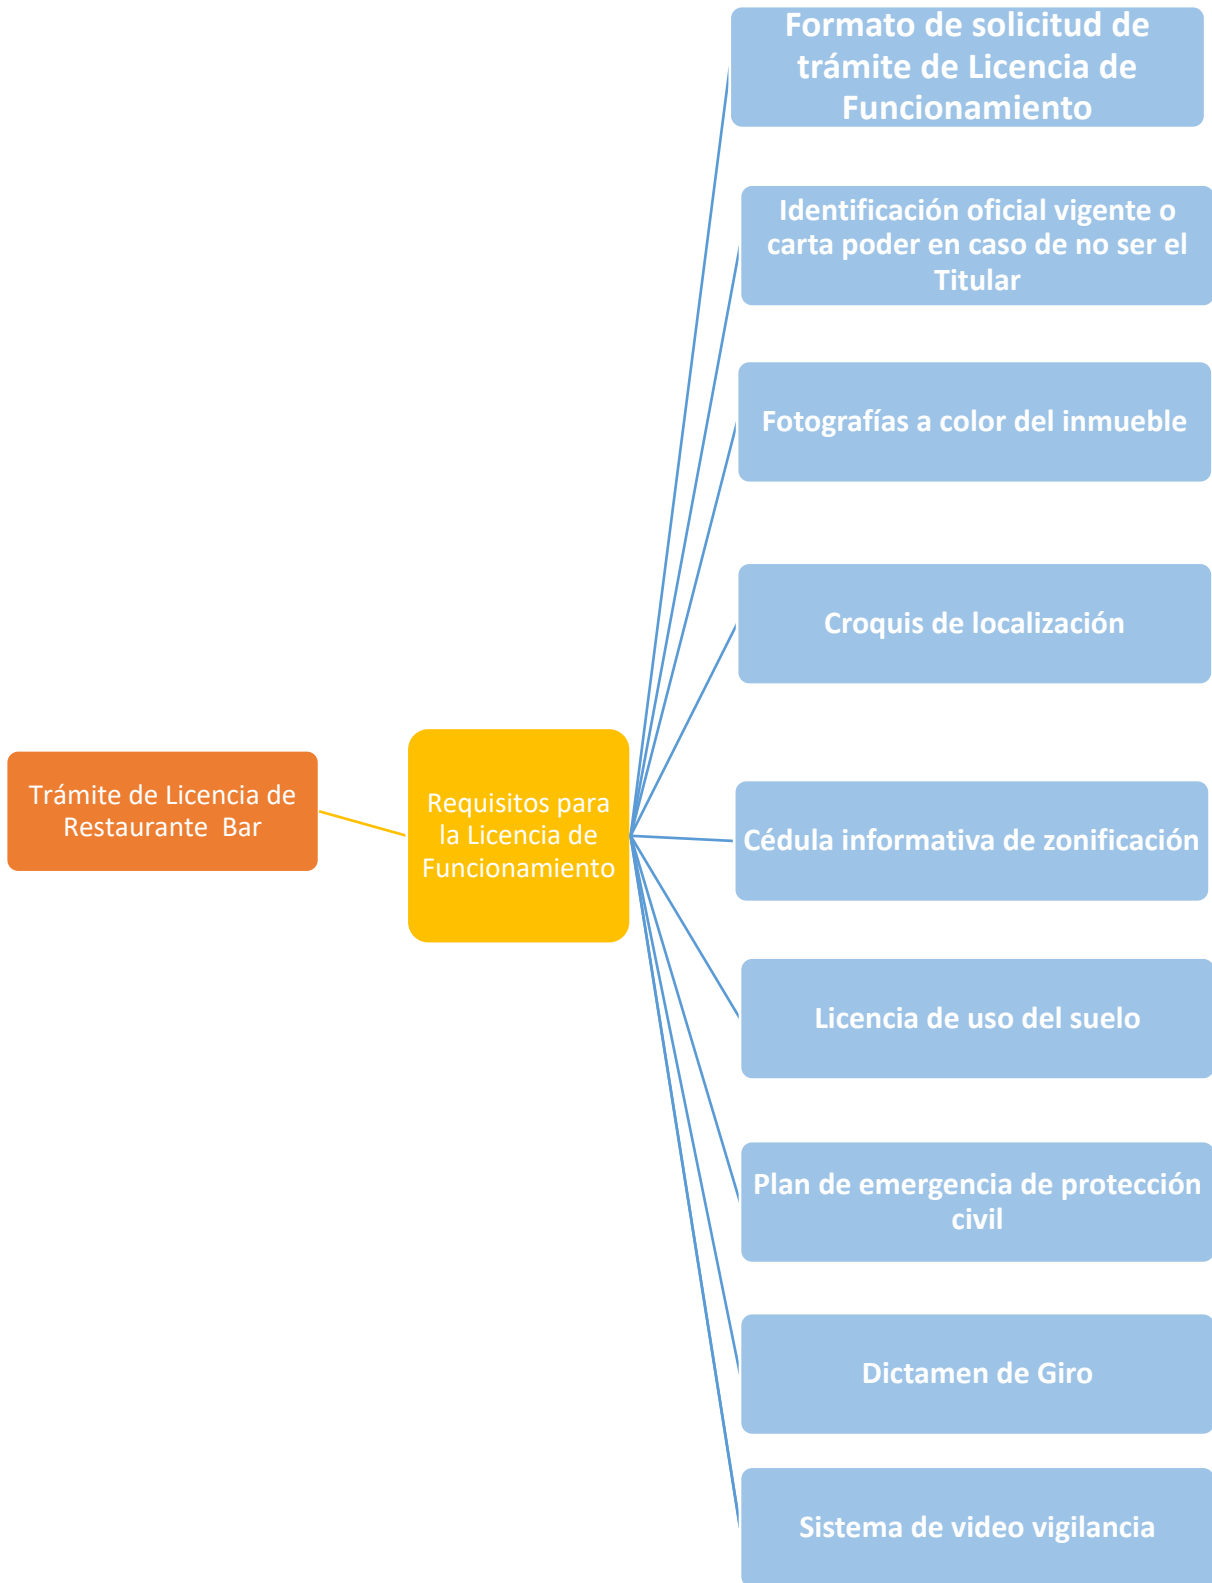 Formato de solicitud de
trámite de Licencia de
Funcionamiento
Identificación oficial vigente o
carta poder en caso de no ser el
Titular
Fotografías a color del inmueble
Croquis de localización
Trámite de Licencia de
Restaurante Bar
Requisitos para
la Licencia de
Funcionamiento
Cédula informativa de zonificación
Licencia de uso del suelo
Plan de emergencia de protección
civil
Dictamen de Giro
Sistema de video vigilancia